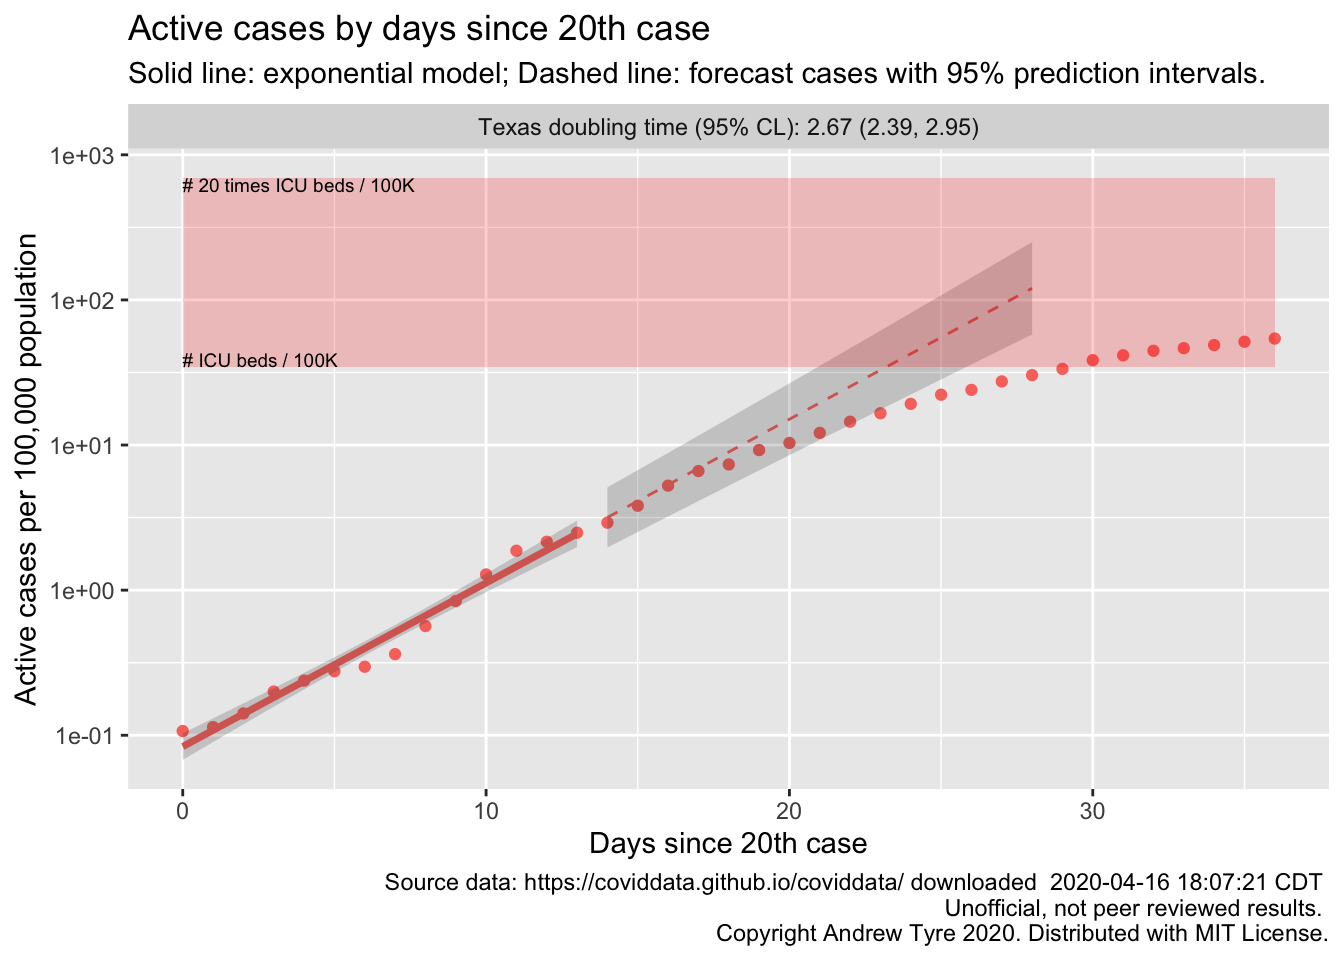 Active cases by days since 20th case
Solid line: exponential model; Dashed line: forecast cases with 95% prediction intervals.
Texas doubling time (95% CL): 2.67 (2.39, 2.95)
Active cases per 100,000 population
1e+03
1e+02
1e+01
1e+00
1e-01
# 20 times ICU beds / 100K
# ICU beds / 100K
0 10 20 30
Days since 20th case
Source data: https://coviddata.github.io/coviddata/ downloaded  2020-04-16 18:07:21 CDT
Unofficial, not peer reviewed results.
Copyright Andrew Tyre 2020. Distributed with MIT License.